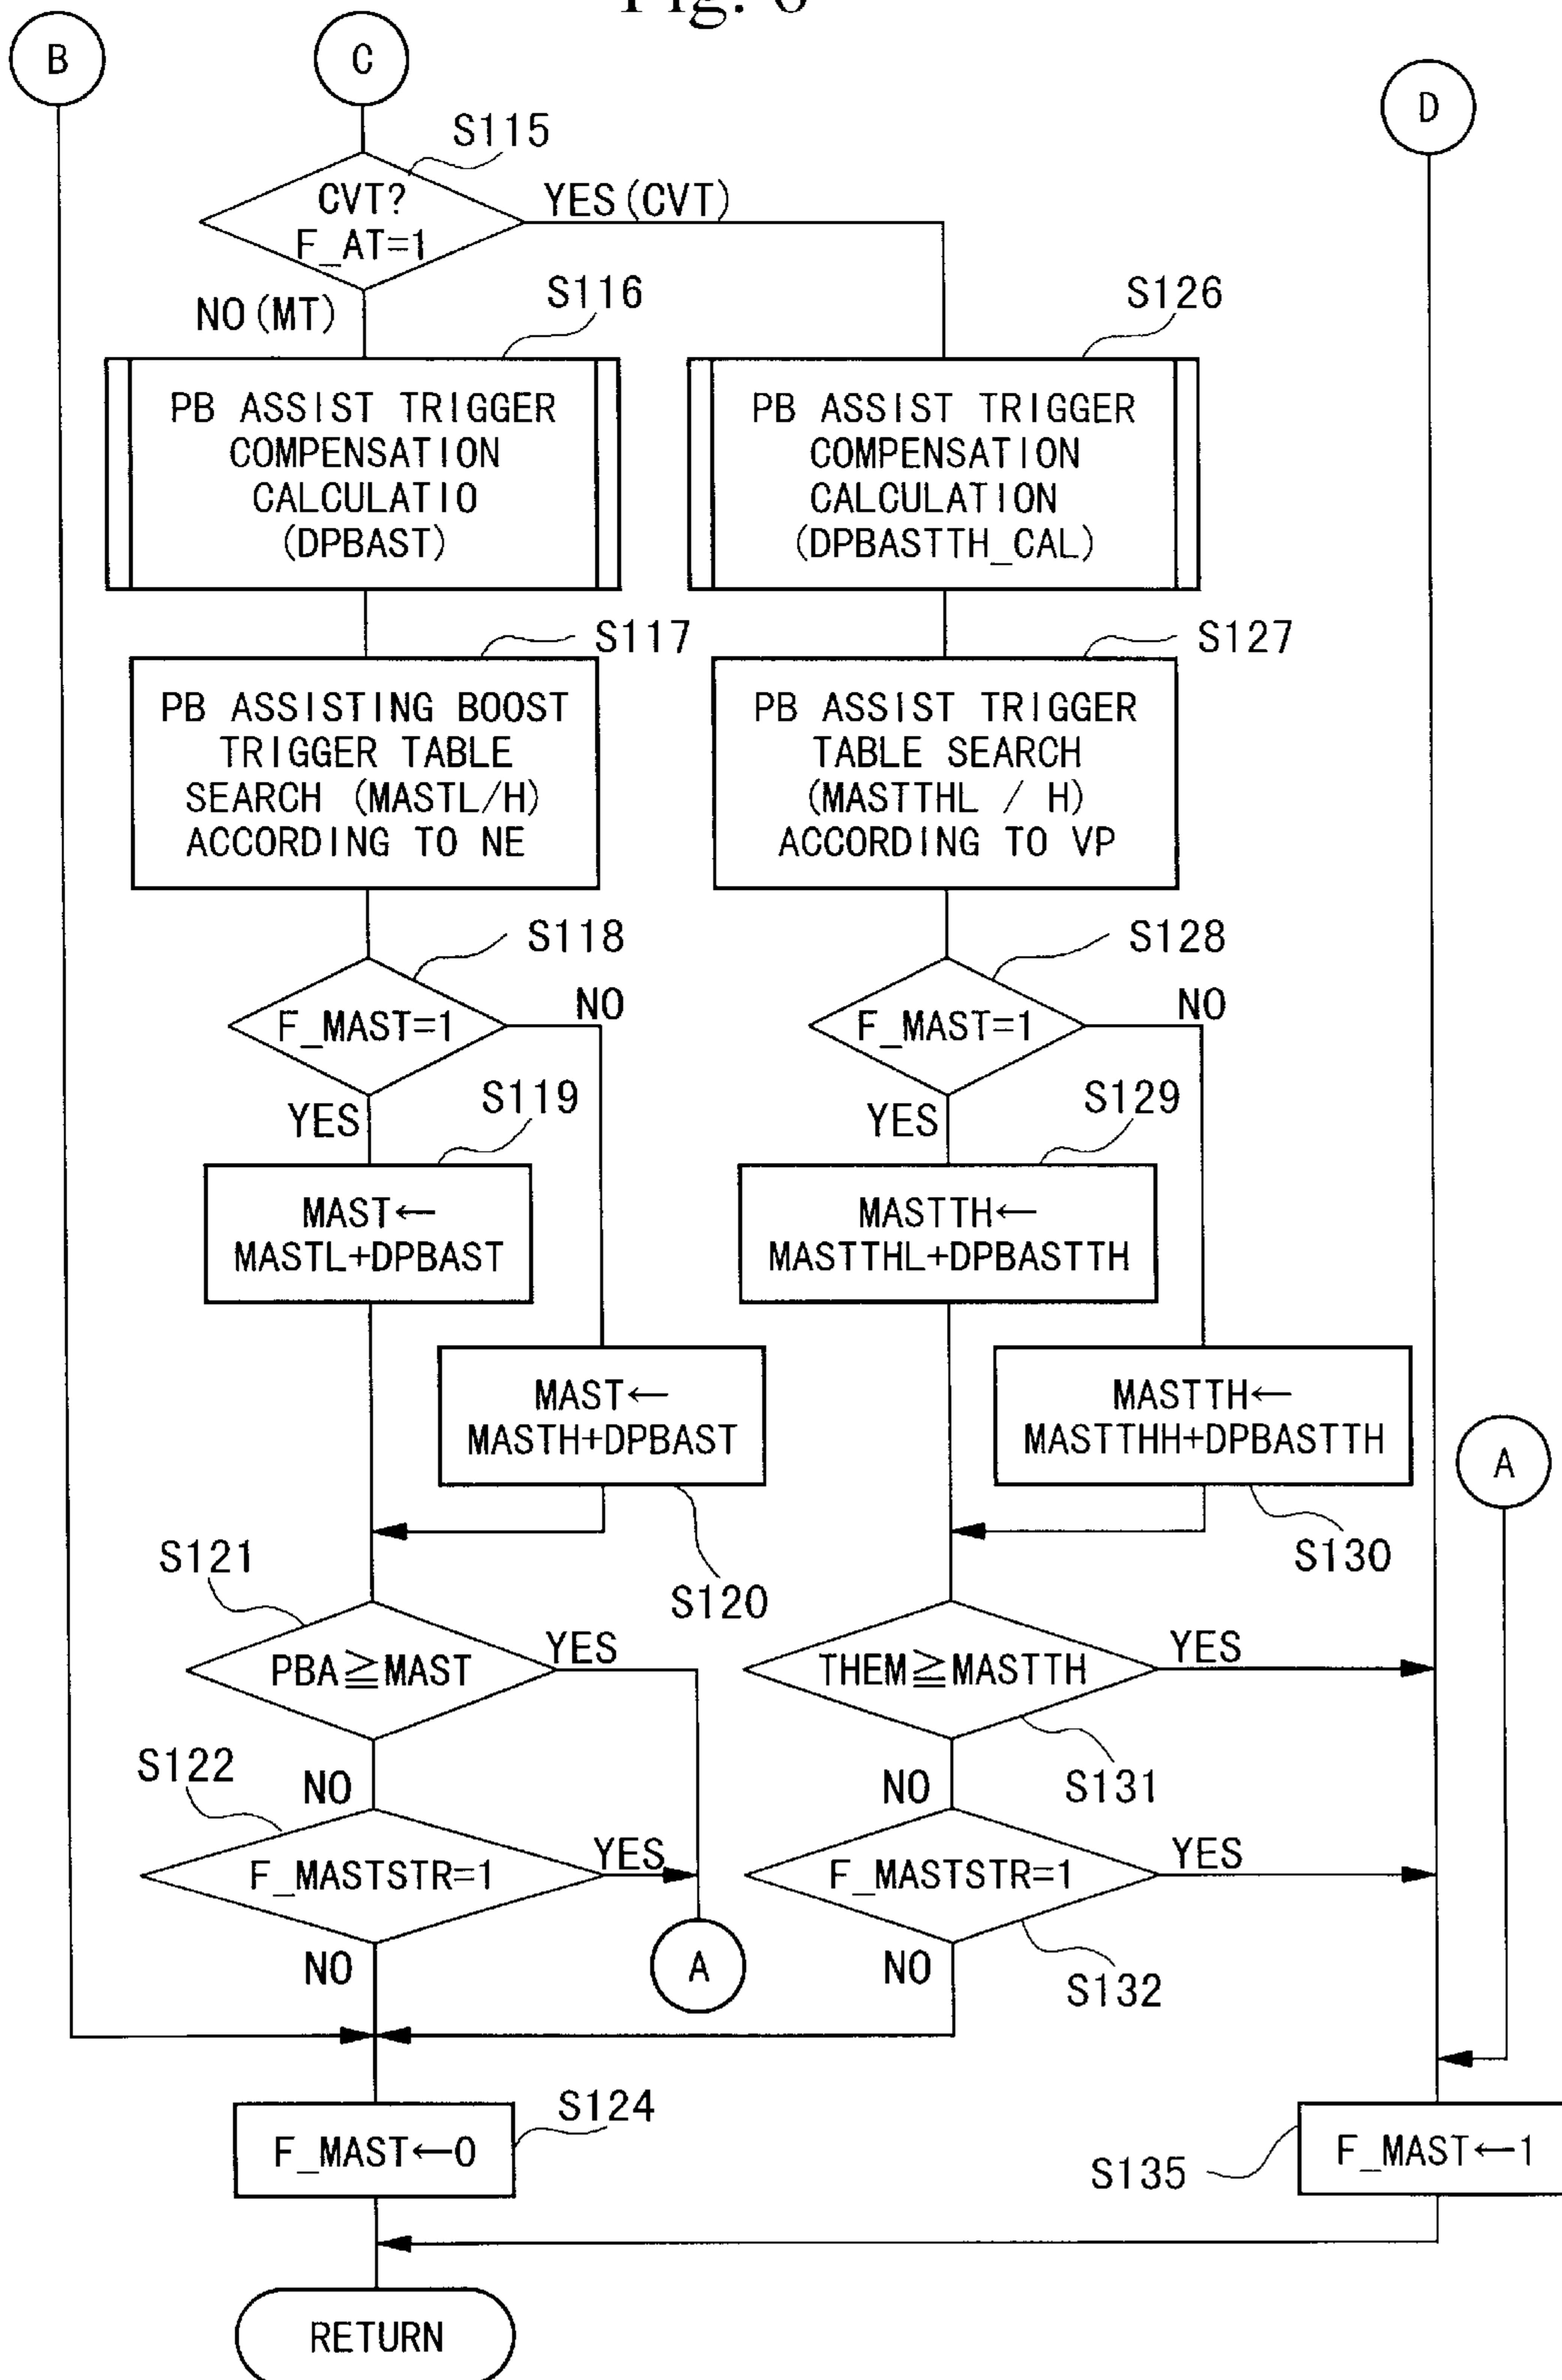 Fig. 6
B
C
D
S115
CVT?
F_AT=1
YES(CVT)
NO(MT)
S116
S126
PB ASSIST TRIGGER
COMPENSATION
CALCULATIO
(DPBAST)
PB ASSIST TRIGGER
COMPENSATION
CALCULATION
(DPBASTTH_CAL)
S117
S127
PB ASSISTING BOOST
TRIGGER TABLE
SEARCH (MASTL/H)
ACCORDING TO NE
PB ASSIST TRIGGER
TABLE SEARCH
(MASTTHL / H)
ACCORDING TO VP
S118
S128
F_MAST=1
NO
F_MAST=1
NO
YES
S119
YES
S129
MAST←
MASTL+DPBAST
MASTTH←
MASTTHL+DPBASTTH
MAST←
MASTH+DPBAST
MASTTH←
MASTTHH+DPBASTTH
A
S121
S120
S130
PBA≧MAST
YES
THEM≧MASTTH
YES
S122
NO
NO
S131
F_MASTSTR=1
YES
F_MASTSTR=1
YES
NO
A
NO
S132
S124
F_MAST←0
S135
F_MAST←1
RETURN